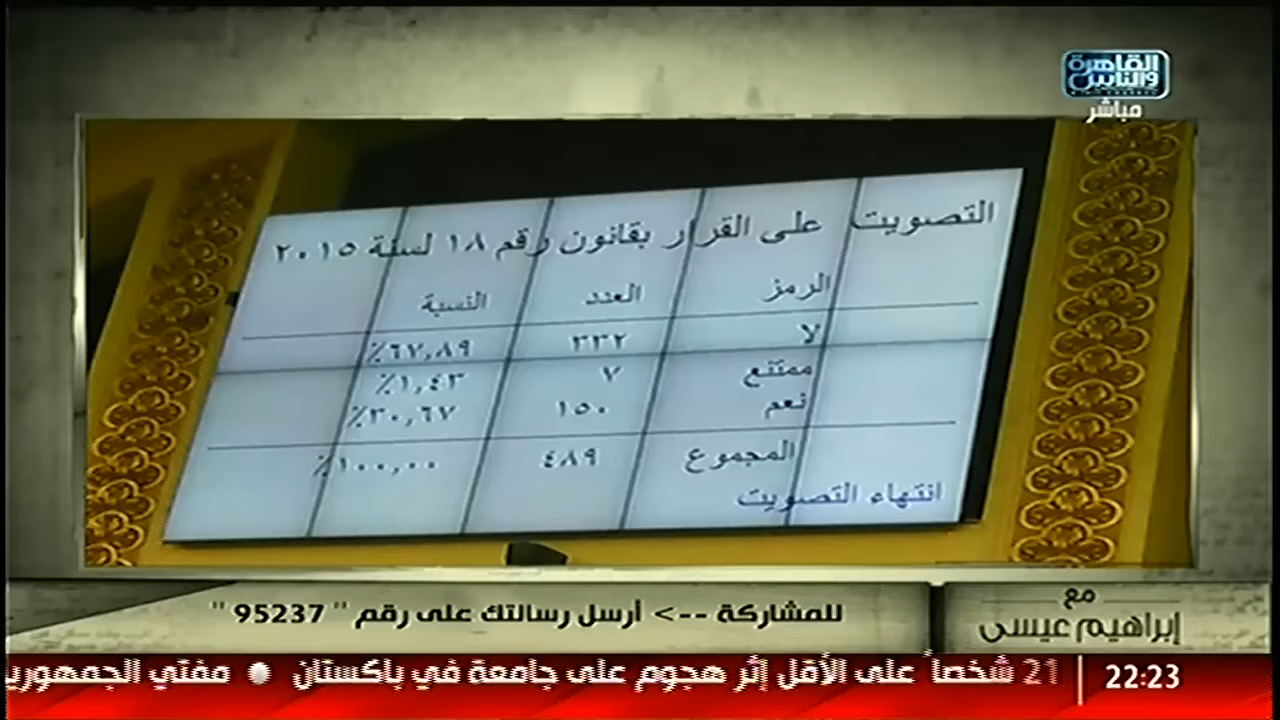 القاهرة
والناس
مباشر
التصويت على القرار بقانون رقم ١٨ لسنة ٢٠١٥
الرمز العدد النسبة
لا ٣٣٢ ٦٧,٨٩٪
ممتنع ٧ ١,٤٣٪
نعم ١٥٠ ٣٠,٦٧٪
المجموع ٤٨٩ ١٠٠,٠٠٪
انتهاء التصويت
مع
إبراهيم عيسى
للمشاركة --> أرسل رسالتك على رقم " 95237 "
22:23
21 شخصاً على الأقل إثر هجوم على جامعة في باكستان ● مفتي الجمهوري